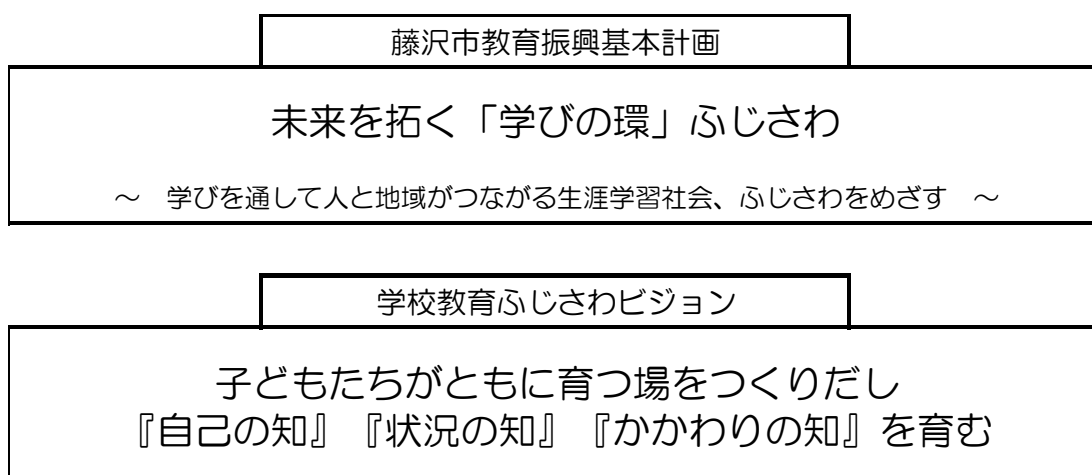 藤沢市教育振興基本計画
未来を拓く「学びの環」ふじさわ
～　学びを通して人と地域がつながる生涯学習社会、ふじさわをめざす　～
学校教育ふじさわビジョン
子どもたちがともに育つ場をつくりだし
『自己の知』『状況の知』『かかわりの知』を育む